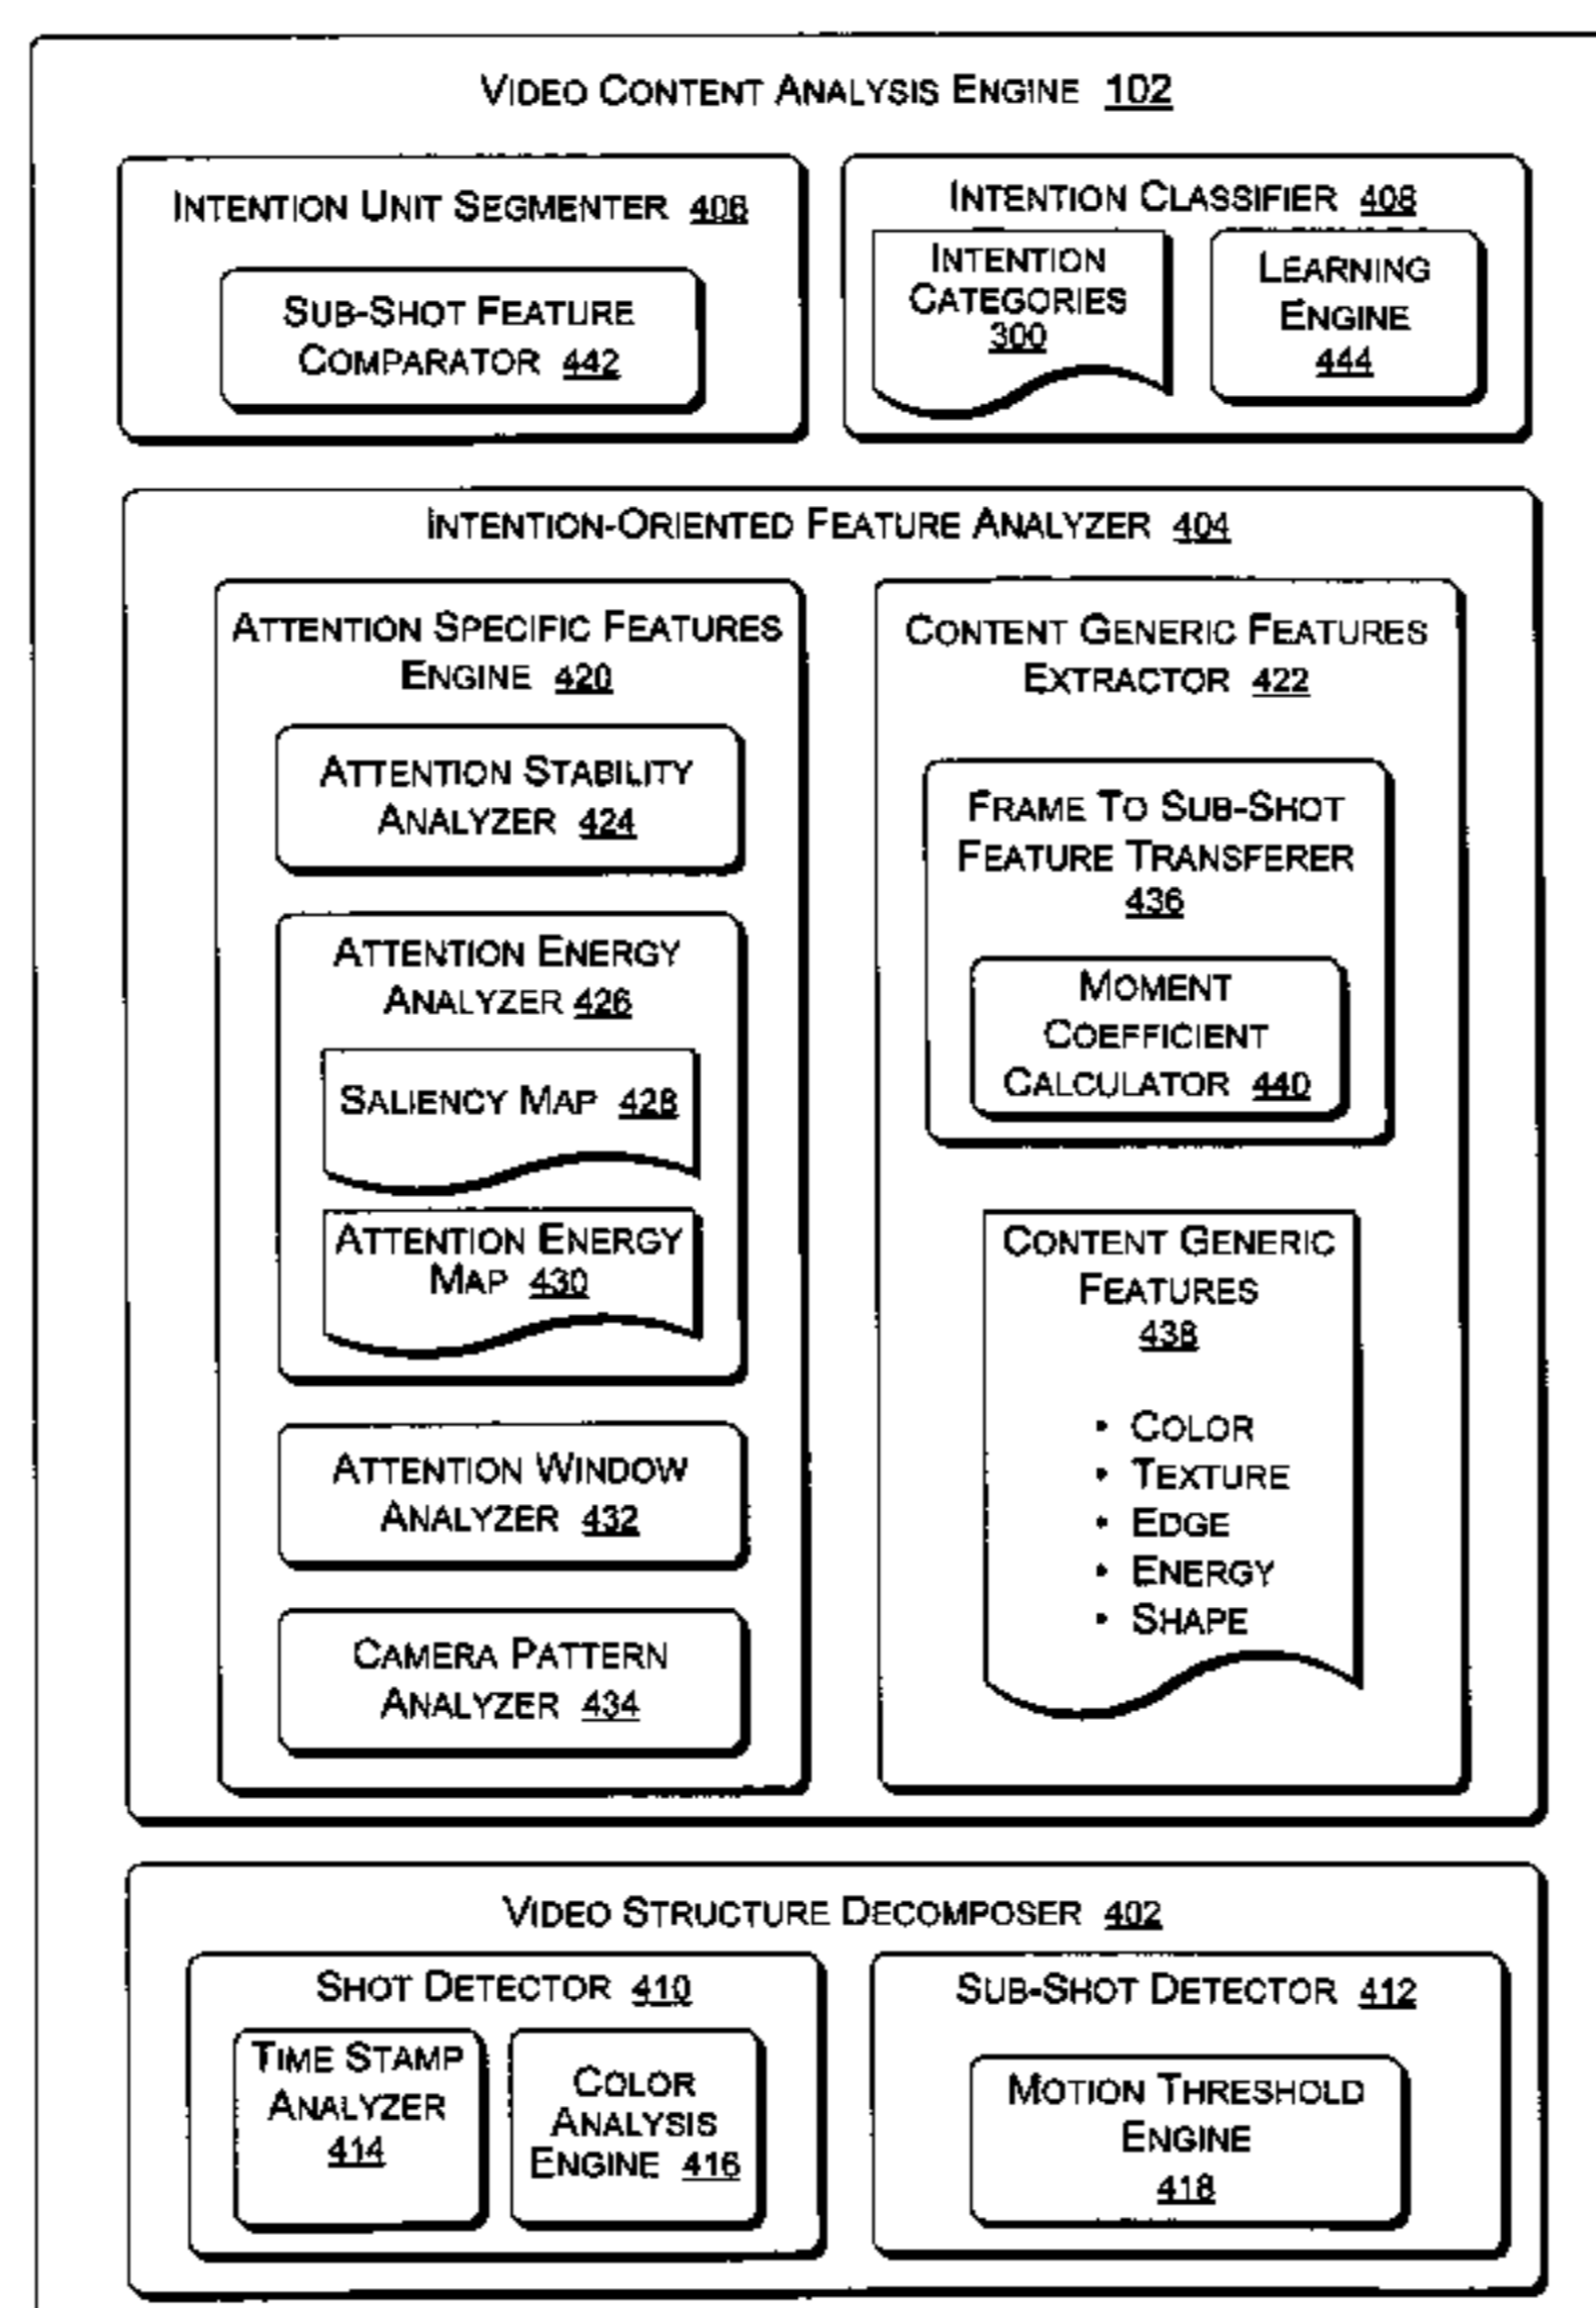 VIDEO CONTENT ANALYSIS ENGINE 102
INTENTION UNIT SEGMENTER 406
SUB-SHOT FEATURE
COMPARATOR 442
INTENTION CLASSIFIER 408
INTENTION
CATEGORIES
300
LEARNING
ENGINE
444
INTENTION-ORIENTED FEATURE ANALYZER 404
ATTENTION SPECIFIC FEATURES
ENGINE 420
ATTENTION STABILITY
ANALYZER 424
ATTENTION ENERGY
ANALYZER 426
SALIENCY MAP 428
ATTENTION ENERGY
MAP 430
ATTENTION WINDOW
ANALYZER 432
CAMERA PATTERN
ANALYZER 434
CONTENT GENERIC FEATURES
EXTRACTOR 422
FRAME TO SUB-SHOT
FEATURE TRANSFERER
436
MOMENT
COEFFICIENT
CALCULATOR 440
CONTENT GENERIC
FEATURES
438
• COLOR
• TEXTURE
• EDGE
• ENERGY
• SHAPE
VIDEO STRUCTURE DECOMPOSER 402
SHOT DETECTOR 410
TIME STAMP
ANALYZER
414
COLOR
ANALYSIS
ENGINE 416
SUB-SHOT DETECTOR 412
MOTION THRESHOLD
ENGINE
418